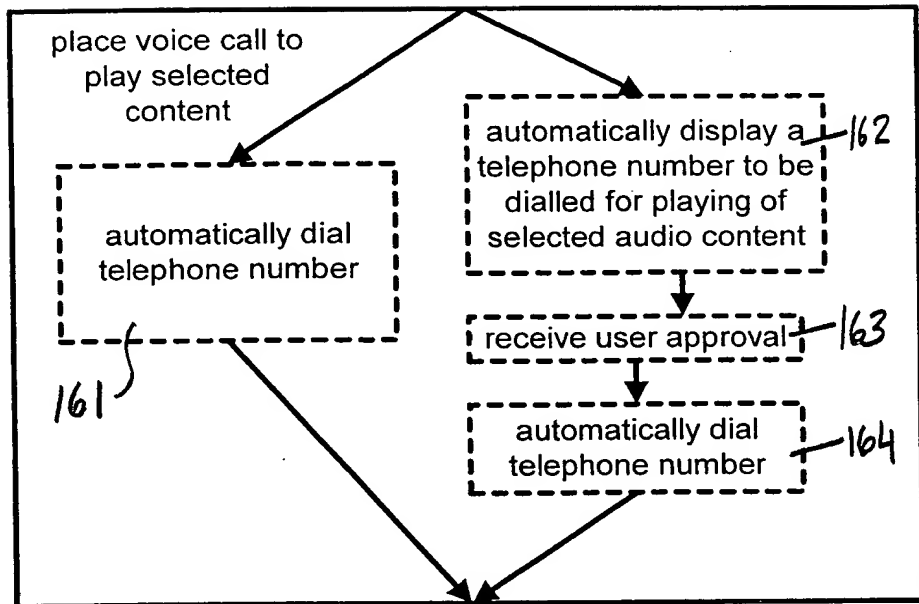 place voice call to
play selected
content
automatically dial
telephone number
161
automatically display a
telephone number to be
dialled for playing of
selected audio content
162
receive user approval
163
automatically dial
telephone number
164